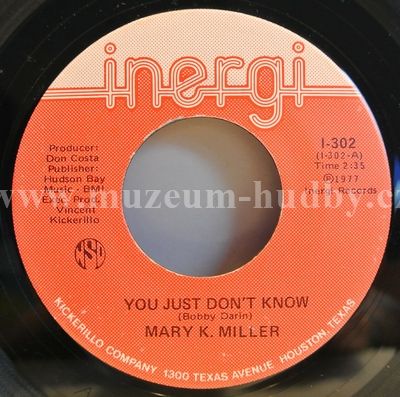 inergi
Producer:
Don Costa
Publisher:
Hudson Bay
Music - BMI
Exec. Prod.
Vincent
Kickerillo
I-302
(I-302-A)
Time 2:35
℗1977
Inergi Records
www.muzeum-hudby.cz
YOU JUST DON'T KNOW
(Bobby Darin)
MARY K. MILLER
KICKERILLO COMPANY 1300 TEXAS AVENUE HOUSTON, TEXAS